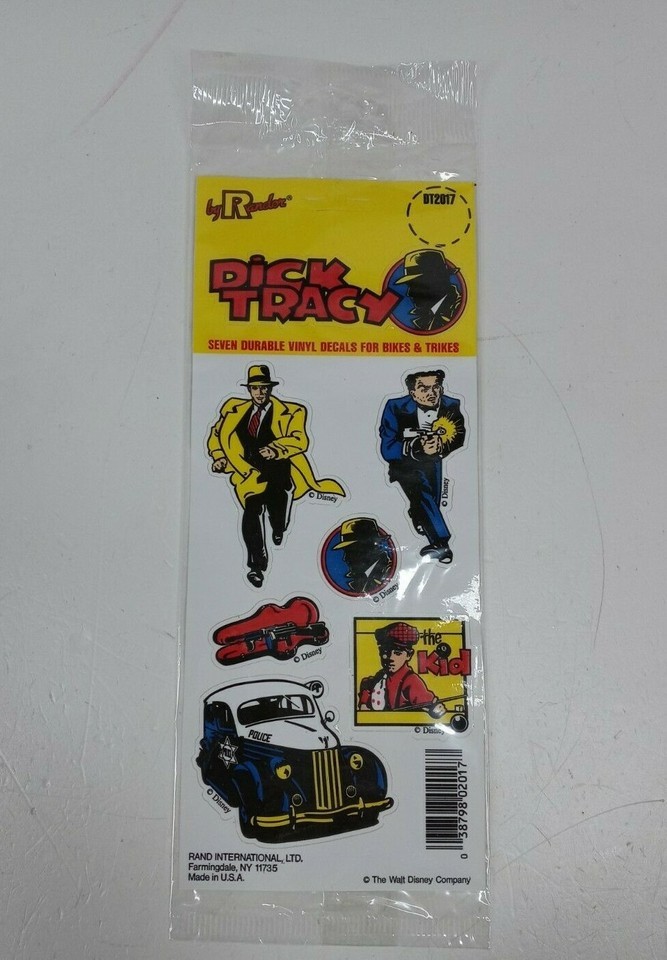 by Randor®
DT2017
DICK
TRACY
SEVEN DURABLE VINYL DECALS FOR BIKES & TRIKES
© Disney
© Disney
© Disney
© Disney
the
Kid
© Disney
POLICE
© Disney
0 38798 02017
RAND INTERNATIONAL, LTD.
Farmingdale, NY 11735
Made in U.S.A.
© The Walt Disney Company